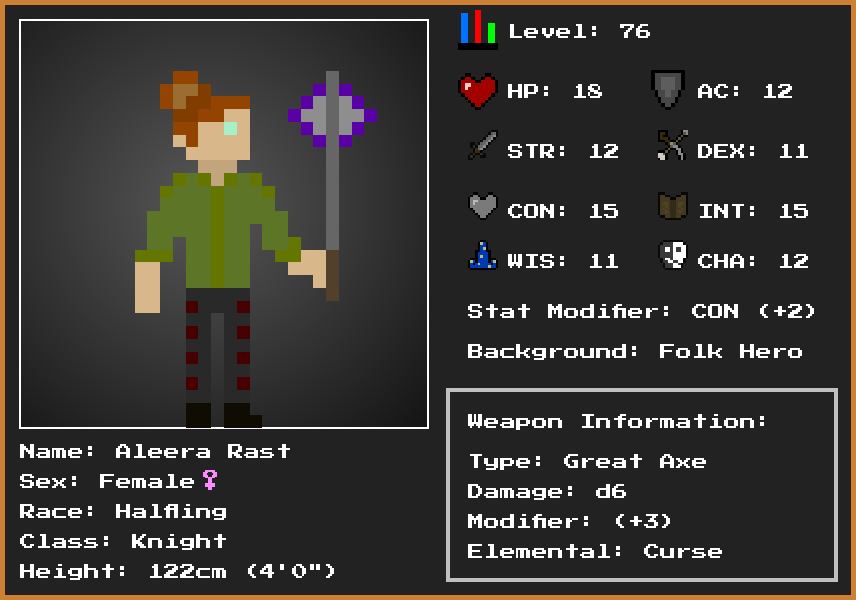 Level: 76
HP: 18
AC: 12
STR: 12
DEX: 11
CON: 15
INT: 15
WIS: 11
CHA: 12
Stat Modifier: CON (+2)
Background: Folk Hero
Name: Aleera Rast
Sex: Female♀
Race: Halfling
Class: Knight
Height: 122cm (4'0")
Weapon Information:
Type: Great Axe
Damage: d6
Modifier: (+3)
Elemental: Curse